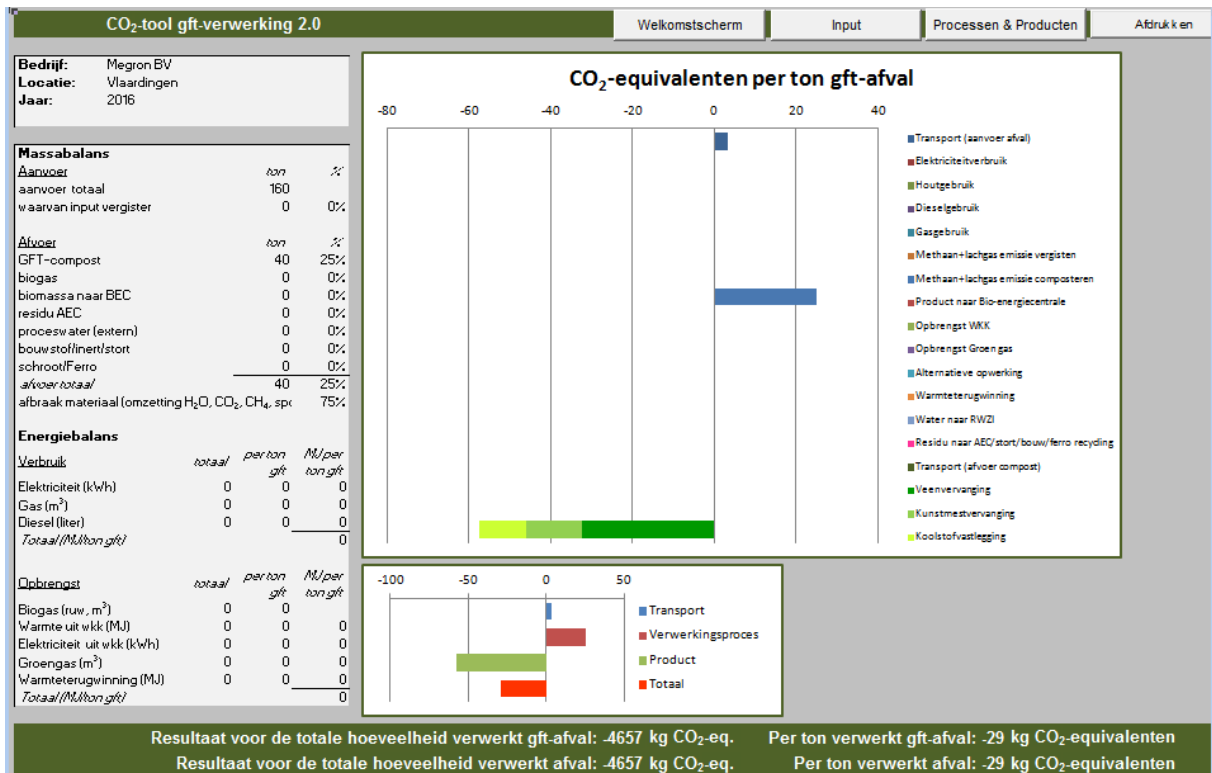 CO₂-tool gft-verwerking 2.0
Welkomstscherm
Input
Processen & Producten
Afdrukken
Bedrijf: Megron BV
Locatie: Vlaardingen
Jaar: 2016
Massabalans
Aanvoer ton %
aanvoer totaal 160
waarvan input vergister 0 0%
Afvoer ton %
GFT-compost 40 25%
biogas 0 0%
biomassa naar BEC 0 0%
residu AEC 0 0%
proceswater (extern) 0 0%
bouwstof/inert/stort 0 0%
schroot/Ferro 0 0%
afvoer totaal 40 25%
afbraak materiaal (omzetting H₂O, CO₂, CH₄, spo 75%
Energiebalans
Verbruik totaal per ton gft MJ per ton gft
Elektriciteit (kWh) 0 0 0
Gas (m³) 0 0 0
Diesel (liter) 0 0 0
Totaal (MJ/ton gft) 0
Opbrengst totaal per ton gft MJ per ton gft
Biogas (ruw, m³) 0 0
Warmte uit wkk (MJ) 0 0 0
Elektriciteit uit wkk (kWh) 0 0 0
Groengas (m³) 0 0 0
Warmteterugwinning (MJ) 0 0 0
Totaal (MJ/ton gft) 0
CO₂-equivalenten per ton gft-afval
-80 -60 -40 -20 0 20 40
Transport (aanvoer afval)
Elektriciteitverbruik
Houtgebruik
Dieselgebruik
Gasgebruik
Methaan+lachgas emissie vergisten
Methaan+lachgas emissie composteren
Product naar Bio-energiecentrale
Opbrengst WKK
Opbrengst Groen gas
Alternatieve opwerking
Warmteterugwinning
Water naar RWZI
Residu naar AEC/stort/bouw/ferro recycling
Transport (afvoer compost)
Veenvervanging
Kunstmestvervanging
Koolstofvastlegging
-100 -50 0 50
Transport
Verwerkingsproces
Product
Totaal
Resultaat voor de totale hoeveelheid verwerkt gft-afval: -4657 kg CO₂-eq. Per ton verwerkt gft-afval: -29 kg CO₂-equivalenten
Resultaat voor de totale hoeveelheid verwerkt afval: -4657 kg CO₂-eq. Per ton verwerkt afval: -29 kg CO₂-equivalenten